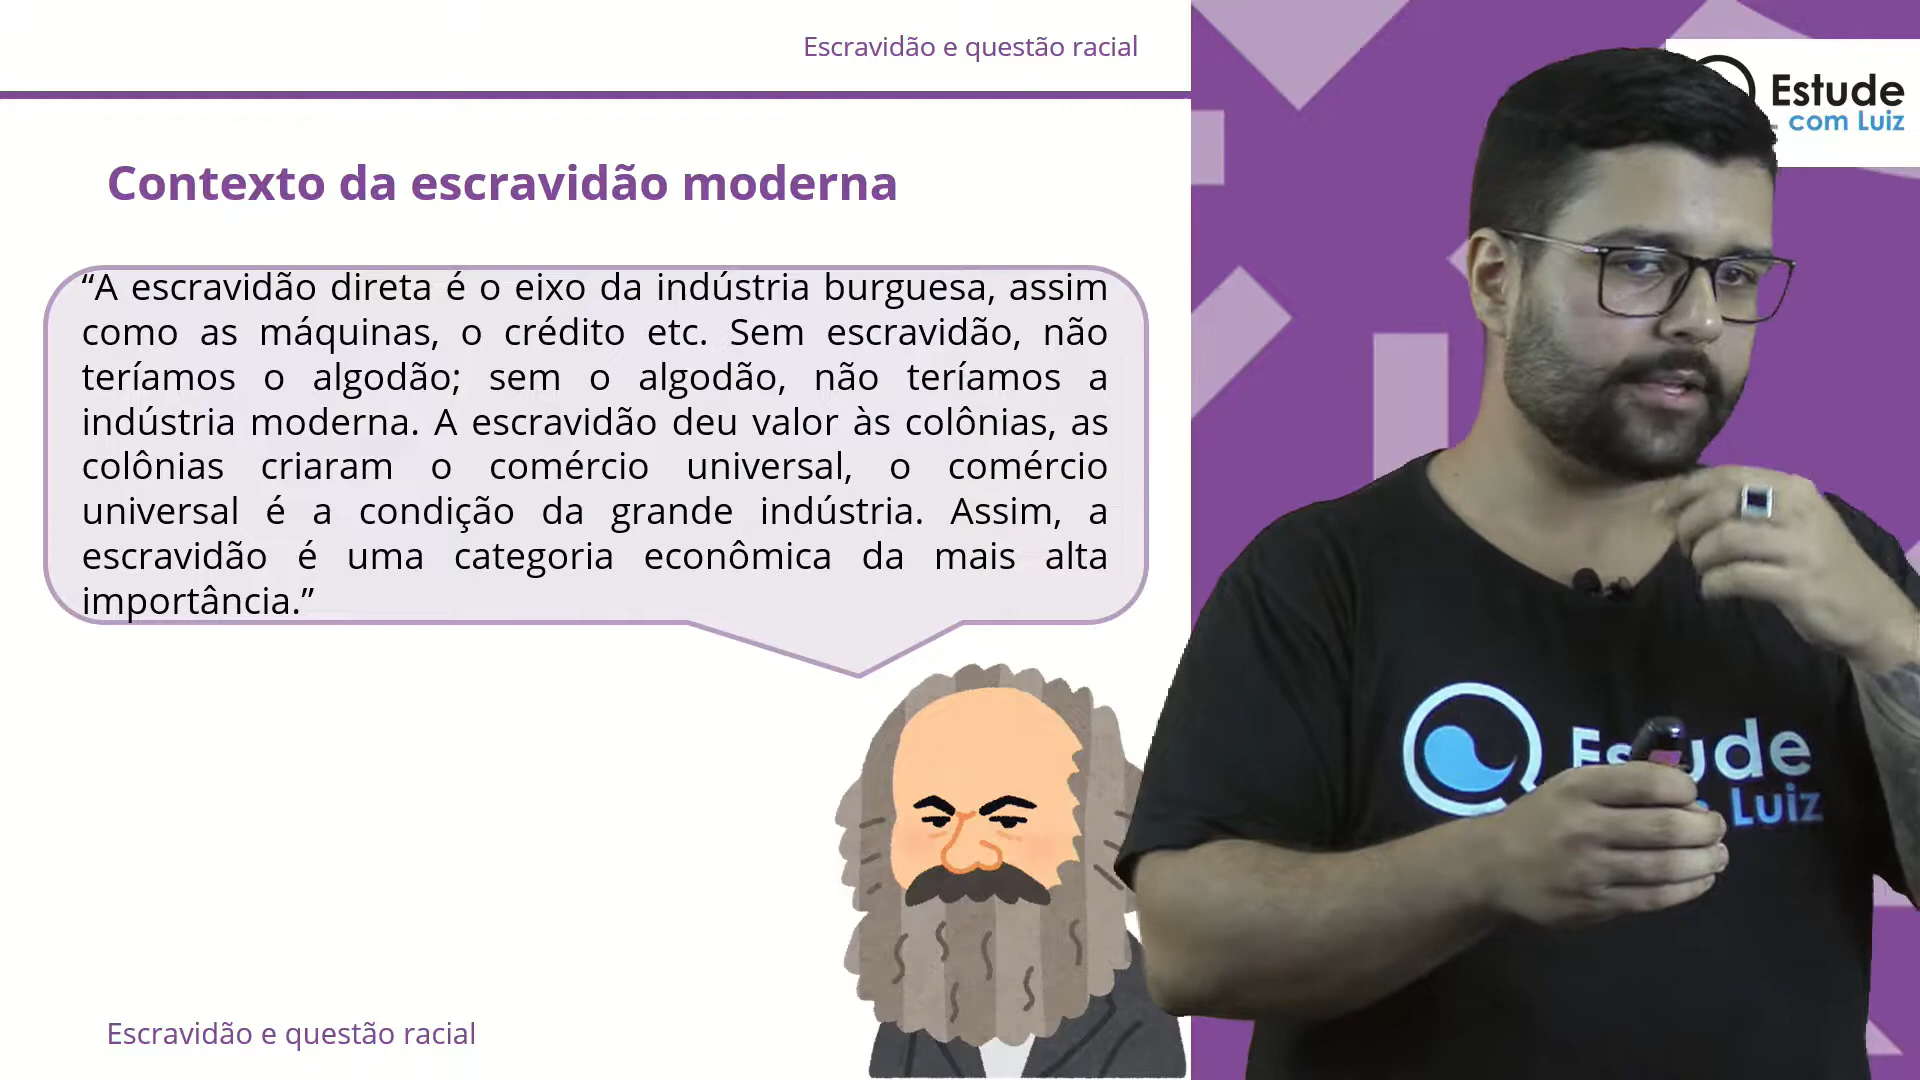 Escravidão e questão racial
Estude
com Luiz
Contexto da escravidão moderna
“A escravidão direta é o eixo da indústria burguesa, assim
como as máquinas, o crédito etc. Sem escravidão, não
teríamos o algodão; sem o algodão, não teríamos a
indústria moderna. A escravidão deu valor às colônias, as
colônias criaram o comércio universal, o comércio
universal é a condição da grande indústria. Assim, a
escravidão é uma categoria econômica da mais alta
importância.”
Luiz
Escravidão e questão racial